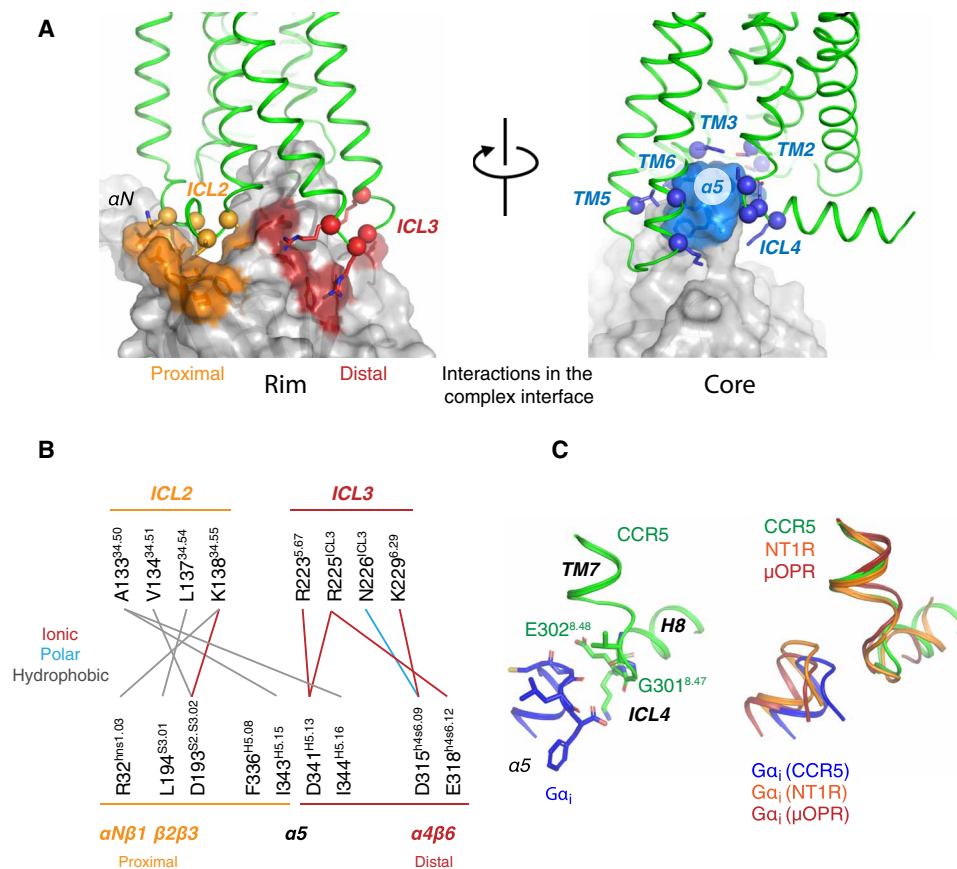 A
αN
ICL2
ICL3
Proximal
Rim
Distal
Interactions in the
complex interface
TM3
TM6
TM2
TM5
α5
ICL4
Core
B
ICL2
ICL3
A133^34.50
V134^34.51
L137^34.54
K138^34.55
R223^5.67
R225^ICL3
N226^ICL3
K229^6.29
Ionic
Polar
Hydrophobic
R32^hns1.03
L194^S3.01
D193^S2.S3.02
F336^H5.08
I343^H5.15
D341^H5.13
I344^H5.16
D315^h4s6.09
E318^h4s6.12
αNβ1 β2β3
α5
α4β6
Proximal
Distal
C
CCR5
TM7
E302^8.48
H8
G301^8.47
ICL4
α5
Gαi
CCR5
NT1R
μOPR
Gαi (CCR5)
Gαi (NT1R)
Gαi (μOPR)